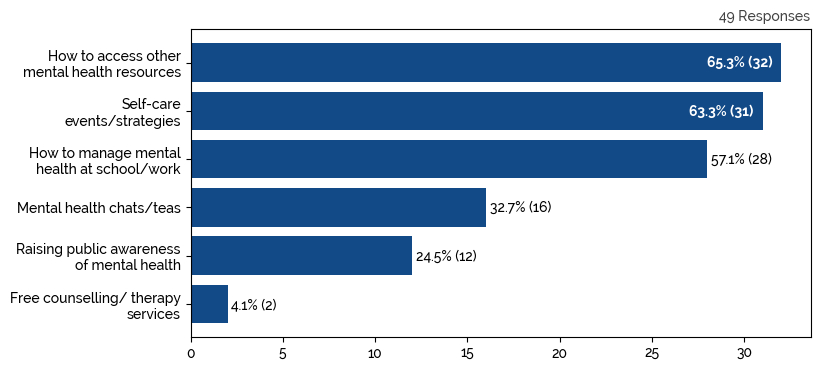 49 Responses
How to access other
mental health resources
65.3% (32)
Self-care
events/strategies
63.3% (31)
How to manage mental
health at school/work
57.1% (28)
Mental health chats/teas
32.7% (16)
Raising public awareness
of mental health
24.5% (12)
Free counselling/ therapy
services
4.1% (2)
0 5 10 15 20 25 30